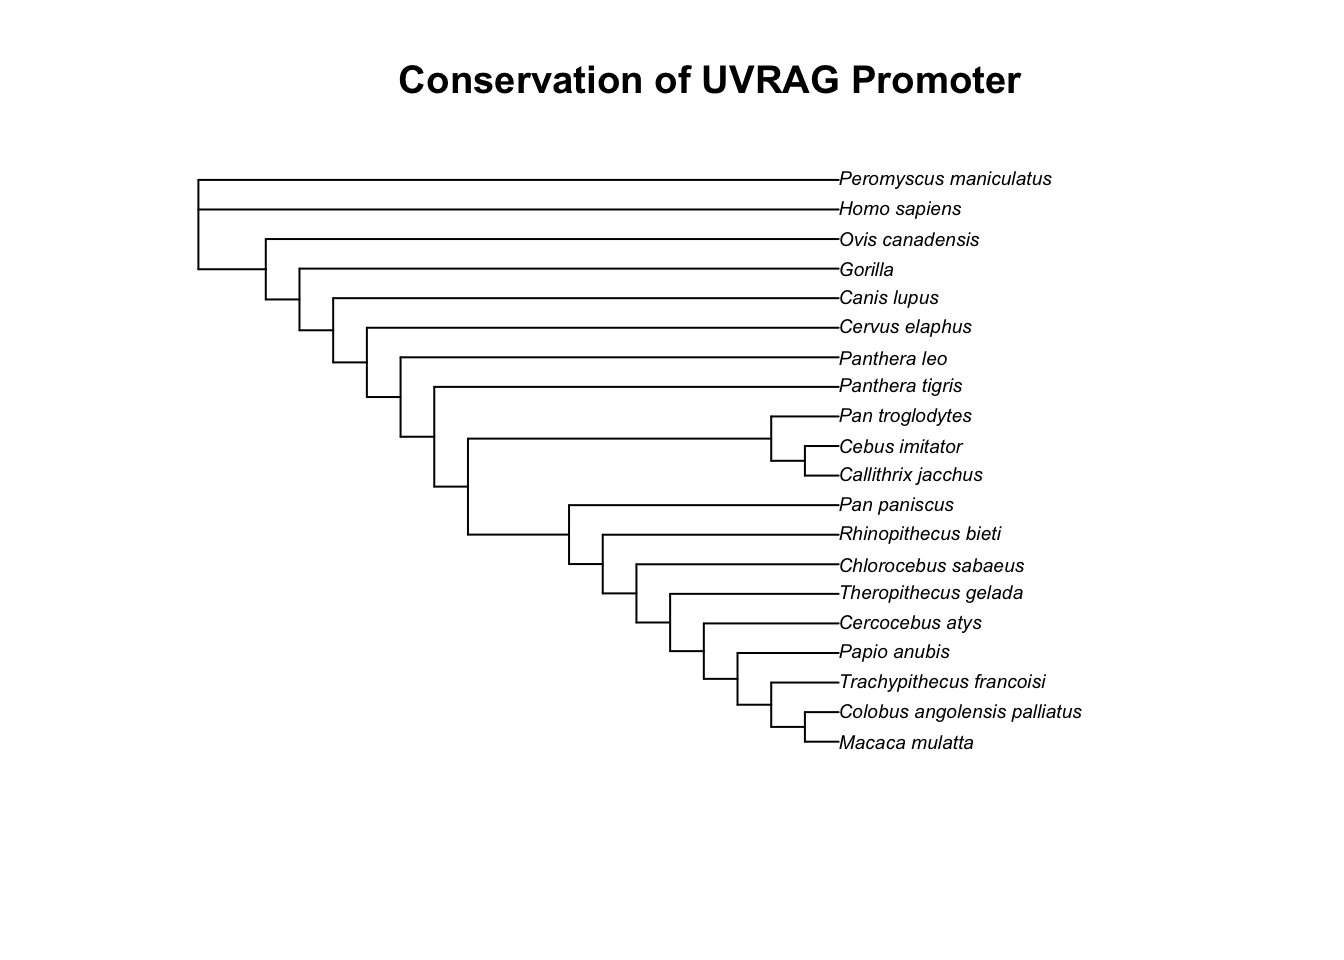 Conservation of UVRAG Promoter
Peromyscus maniculatus
Homo sapiens
Ovis canadensis
Gorilla
Canis lupus
Cervus elaphus
Panthera leo
Panthera tigris
Pan troglodytes
Cebus imitator
Callithrix jacchus
Pan paniscus
Rhinopithecus bieti
Chlorocebus sabaeus
Theropithecus gelada
Cercocebus atys
Papio anubis
Trachypithecus francoisi
Colobus angolensis palliatus
Macaca mulatta